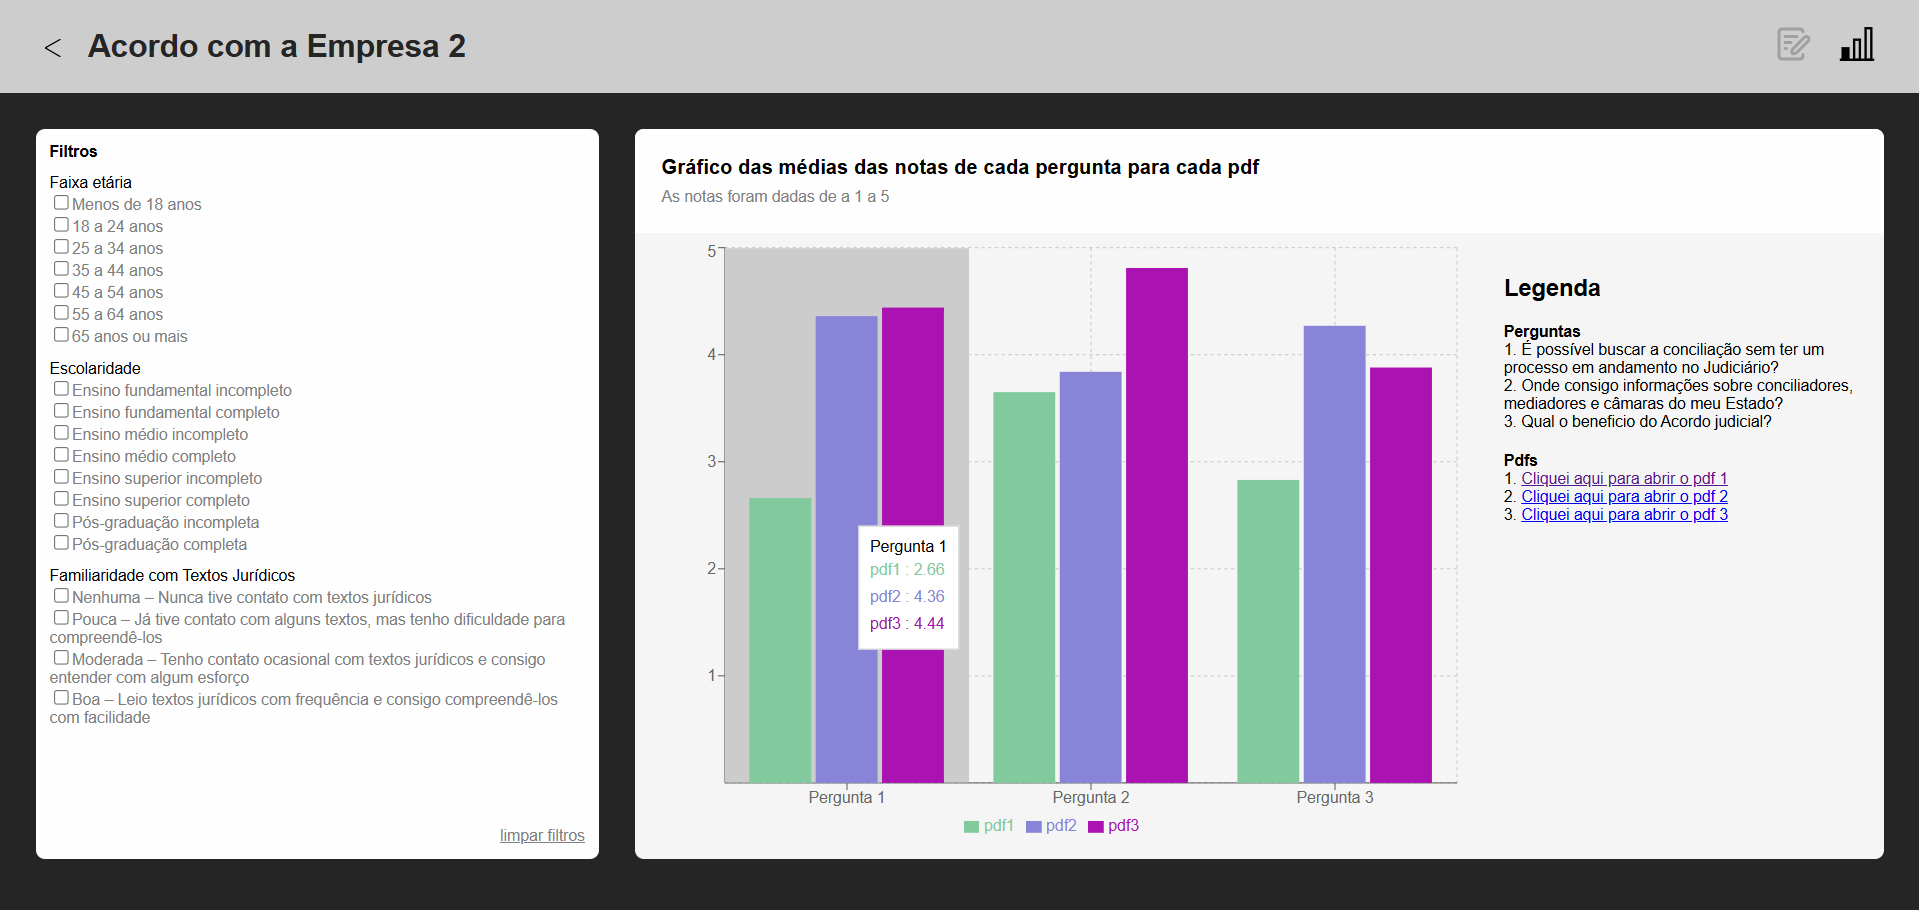 < Acordo com a Empresa 2
Filtros
Faixa etária
Menos de 18 anos
18 a 24 anos
25 a 34 anos
35 a 44 anos
45 a 54 anos
55 a 64 anos
65 anos ou mais
Escolaridade
Ensino fundamental incompleto
Ensino fundamental completo
Ensino médio incompleto
Ensino médio completo
Ensino superior incompleto
Ensino superior completo
Pós-graduação incompleta
Pós-graduação completa
Familiaridade com Textos Jurídicos
Nenhuma – Nunca tive contato com textos jurídicos
Pouca – Já tive contato com alguns textos, mas tenho dificuldade para
compreendê-los
Moderada – Tenho contato ocasional com textos jurídicos e consigo
entender com algum esforço
Boa – Leio textos jurídicos com frequência e consigo compreendê-los
com facilidade
limpar filtros
Gráfico das médias das notas de cada pergunta para cada pdf
As notas foram dadas de a 1 a 5
5
4
3
2
1
Pergunta 1
pdf1 : 2.66
pdf2 : 4.36
pdf3 : 4.44
Pergunta 1
Pergunta 2
Pergunta 3
pdf1
pdf2
pdf3
Legenda
Perguntas
1. É possível buscar a conciliação sem ter um
processo em andamento no Judiciário?
2. Onde consigo informações sobre conciliadores,
mediadores e câmaras do meu Estado?
3. Qual o beneficio do Acordo judicial?
Pdfs
1. Cliquei aqui para abrir o pdf 1
2. Cliquei aqui para abrir o pdf 2
3. Cliquei aqui para abrir o pdf 3